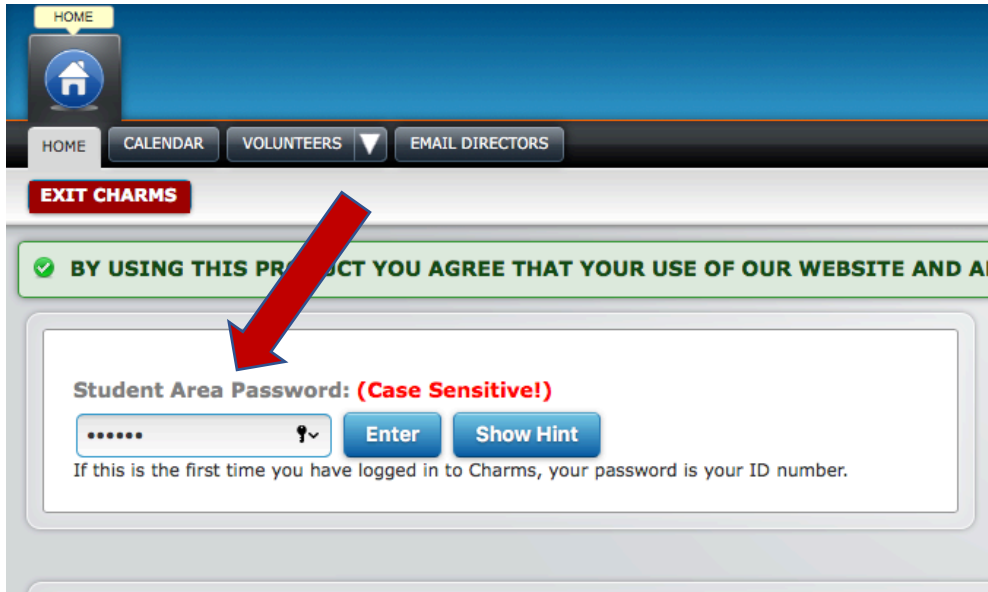 HOME
HOME CALENDAR VOLUNTEERS EMAIL DIRECTORS
EXIT CHARMS
BY USING THIS YOU AGREE THAT YOUR USE OF OUR WEBSITE AND
Student Area Password: (Case Sensitive!)
•••••• Enter Show Hint
If this is the first time you have logged in to Charms, your password is your ID number.